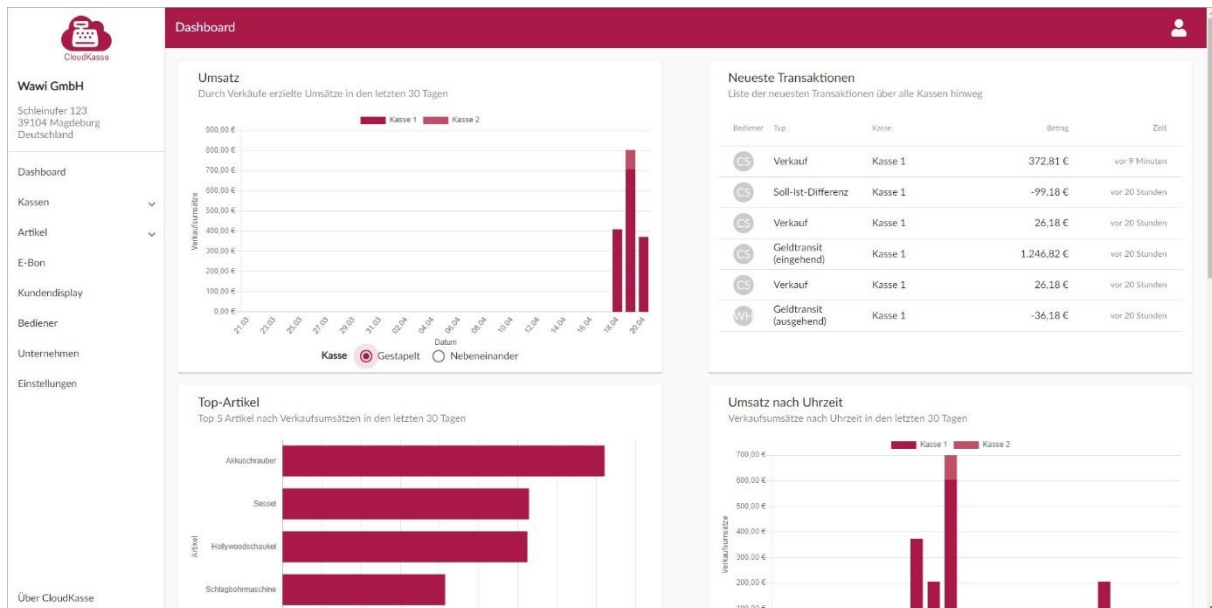 CloudKasse
Wawi GmbH
Schleinufer 123
39104 Magdeburg
Deutschland
Dashboard
Kassen
Artikel
E-Bon
Kundendisplay
Bediener
Unternehmen
Einstellungen
Über CloudKasse
Dashboard
Umsatz
Durch Verkäufe erzielte Umsätze in den letzten 30 Tagen
Kasse 1 Kasse 2
Verkaufsumsätze
900,00 €
800,00 €
700,00 €
600,00 €
500,00 €
400,00 €
300,00 €
200,00 €
100,00 €
0,00 €
21.03 23.03 25.03 27.03 29.03 31.03 02.04 04.04 06.04 08.04 10.04 12.04 14.04 16.04 18.04 20.04
Datum
Kasse Gestapelt Nebeneinander
Neueste Transaktionen
Liste der neuesten Transaktionen über alle Kassen hinweg
Bediener Typ Kasse Betrag Zeit
CS Verkauf Kasse 1 372,81 € vor 9 Minuten
CS Soll-Ist-Differenz Kasse 1 -99,18 € vor 20 Stunden
CS Verkauf Kasse 1 26,18 € vor 20 Stunden
CS Geldtransit (eingehend) Kasse 1 1.246,82 € vor 20 Stunden
CS Verkauf Kasse 1 26,18 € vor 20 Stunden
WH Geldtransit (ausgehend) Kasse 1 -36,18 € vor 20 Stunden
Top-Artikel
Top 5 Artikel nach Verkaufsumsätzen in den letzten 30 Tagen
Artikel
Akkuschrauber
Sessel
Hollywoodschaukel
Schlagbohrmaschine
Umsatz nach Uhrzeit
Verkaufsumsätze nach Uhrzeit in den letzten 30 Tagen
Kasse 1 Kasse 2
Verkaufsumsätze
700,00 €
600,00 €
500,00 €
400,00 €
300,00 €
200,00 €
100,00 €